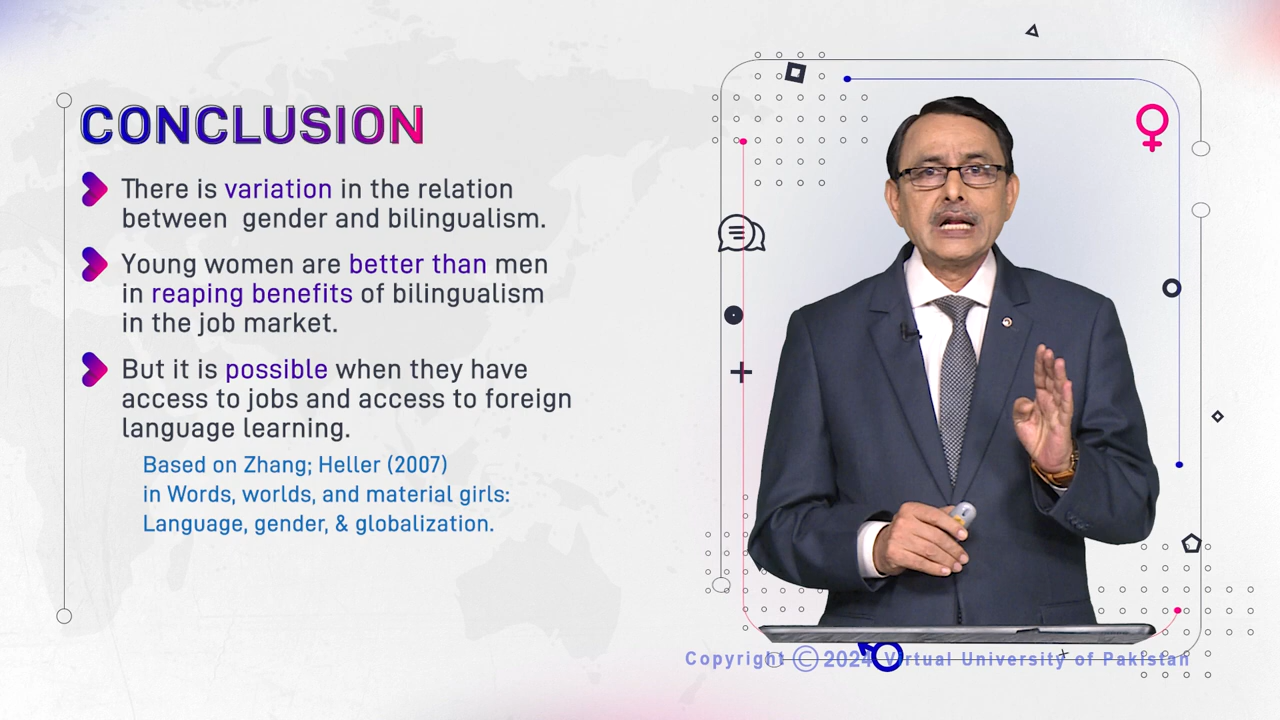 CONCLUSION
There is variation in the relation
between gender and bilingualism.
Young women are better than men
in reaping benefits of bilingualism
in the job market.
But it is possible when they have
access to jobs and access to foreign
language learning.
Based on Zhang; Heller (2007)
in Words, worlds, and material girls:
Language, gender, & globalization.
Copyright © 2024 Virtual University of Pakistan